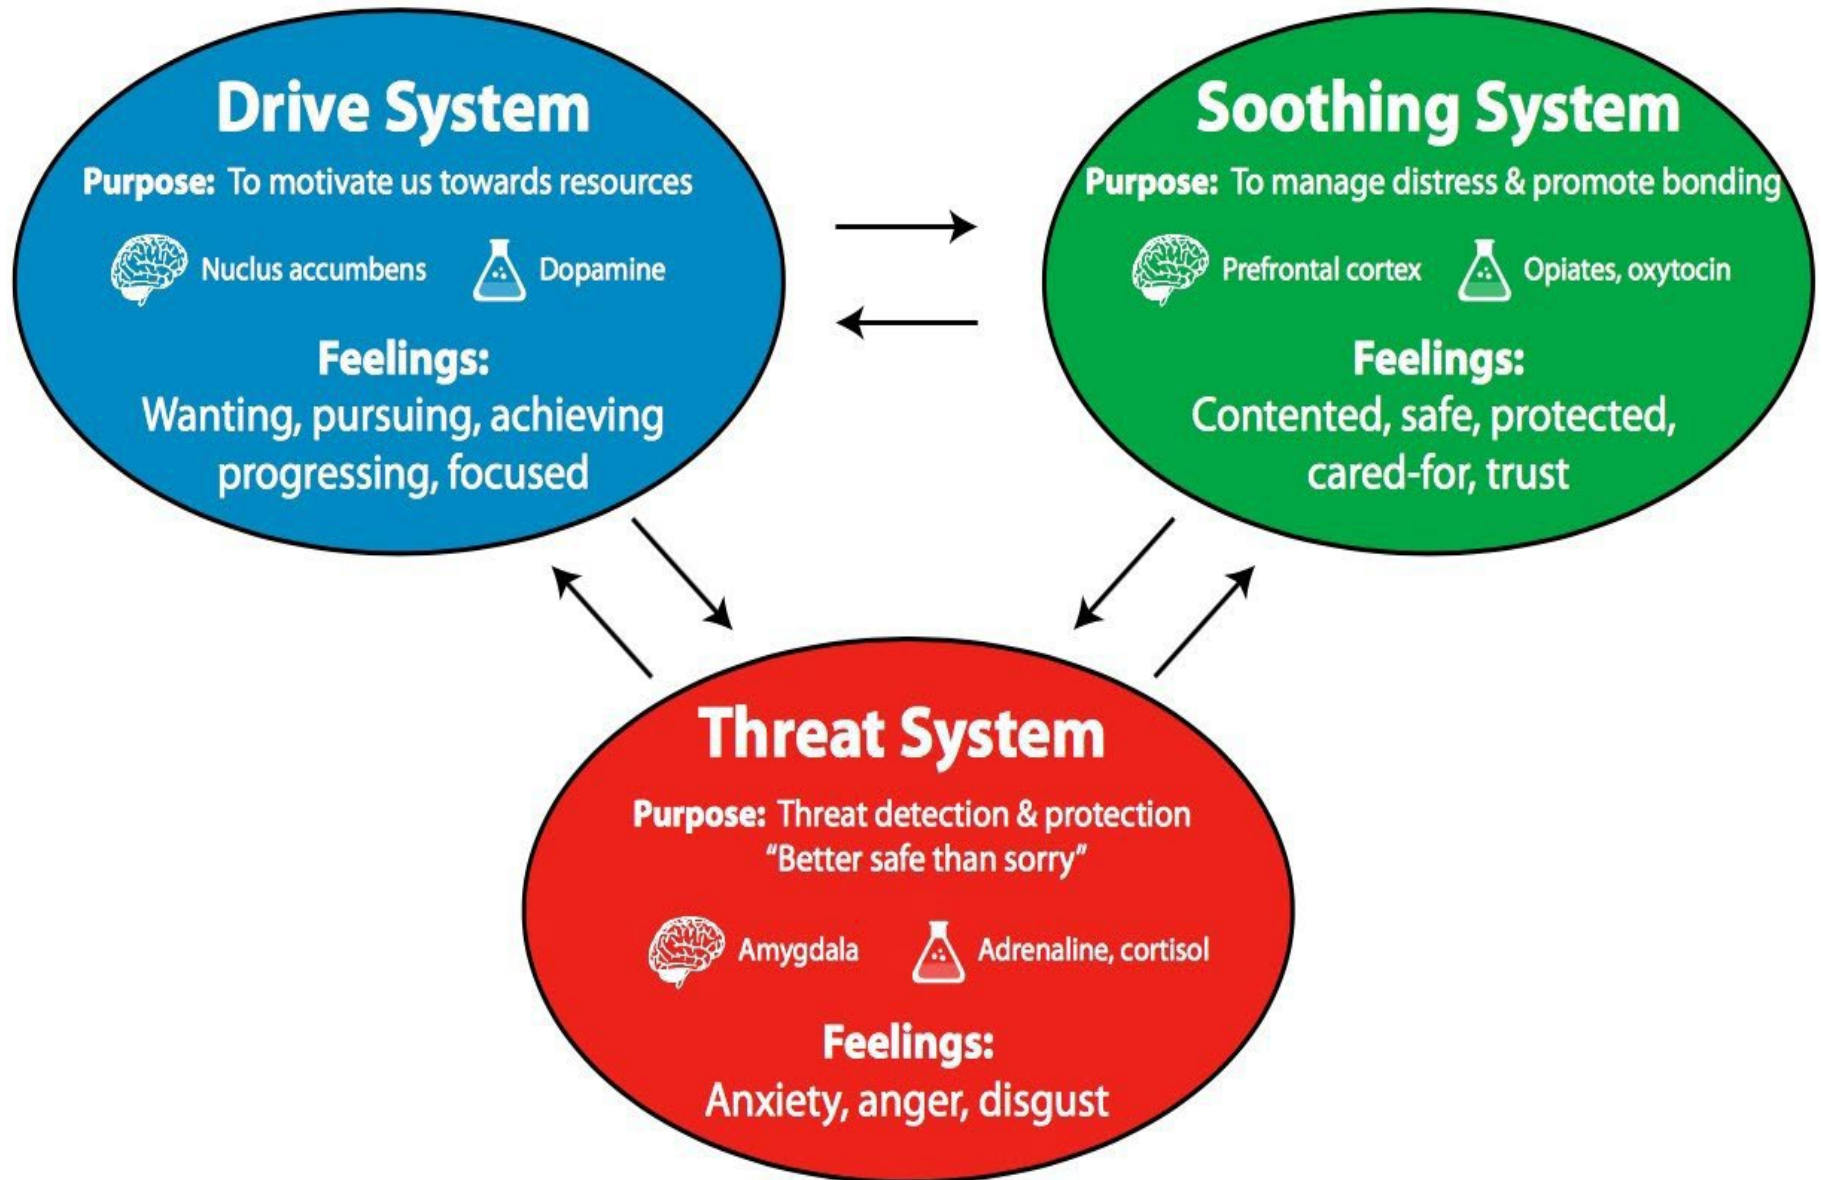 Drive System
Purpose: To motivate us towards resources
Nuclus accumbens
Dopamine
Feelings:
Wanting, pursuing, achieving
progressing, focused
Soothing System
Purpose: To manage distress & promote bonding
Prefrontal cortex
Opiates, oxytocin
Feelings:
Contented, safe, protected,
cared-for, trust
Threat System
Purpose: Threat detection & protection
“Better safe than sorry”
Amygdala
Adrenaline, cortisol
Feelings:
Anxiety, anger, disgust